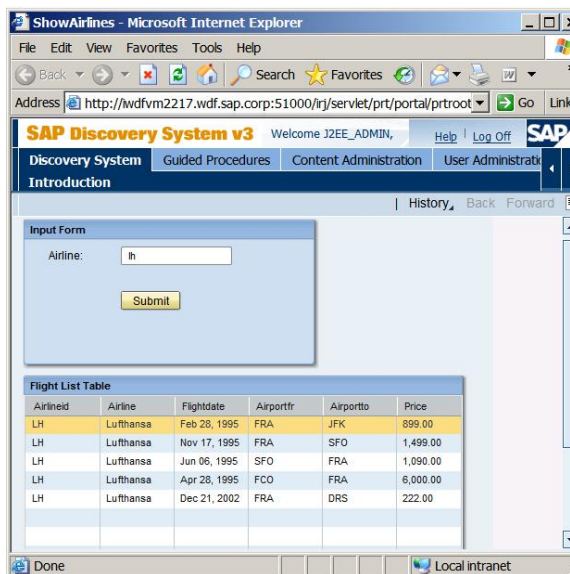 ShowAirlines - Microsoft Internet Explorer
File Edit View Favorites Tools Help
Back Search Favorites
Address http://iwdfvm2217.wdf.sap.corp:51000/irj/servlet/prt/portal/prtroot Go Link
SAP Discovery System v3 Welcome J2EE_ADMIN, Help Log Off SAP
Discovery System Guided Procedures Content Administration User Administratic
Introduction
History Back Forward
Input Form
Airline: lh
Submit
Flight List Table
Airlineid Airline Flightdate Airportfr Airportto Price
LH Lufthansa Feb 28, 1995 FRA JFK 899.00
LH Lufthansa Nov 17, 1995 FRA SFO 1,499.00
LH Lufthansa Jun 06, 1995 SFO FRA 1,090.00
LH Lufthansa Apr 28, 1995 FCO FRA 6,000.00
LH Lufthansa Dec 21, 2002 FRA DRS 222.00
Done Local intranet